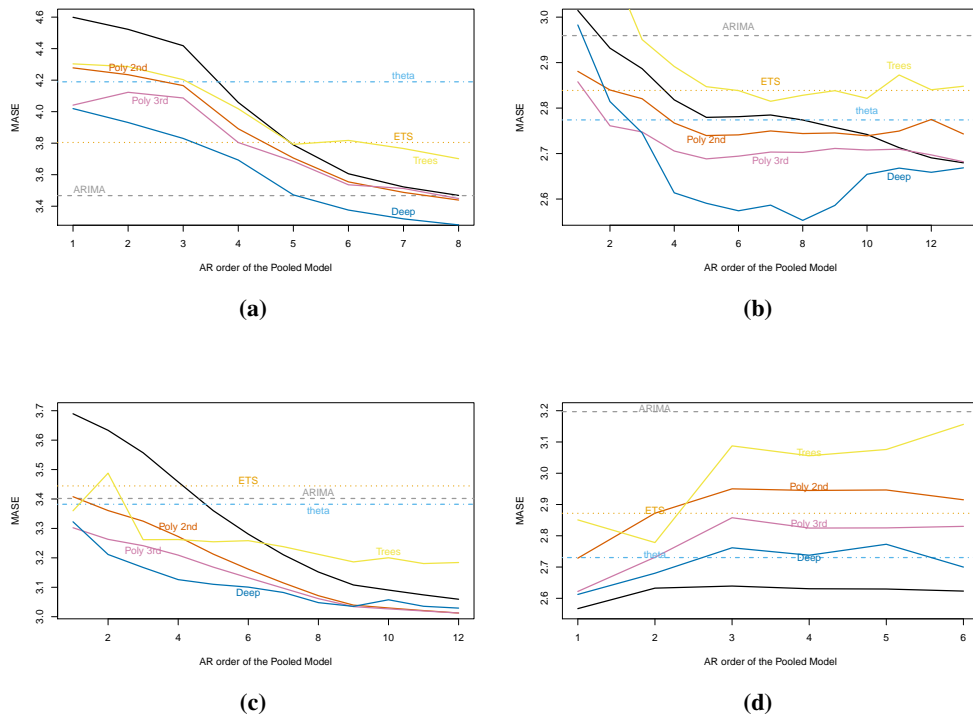 4.6
4.4
4.2
4.0
3.8
3.6
3.4
MASE
Poly 2nd
Poly 3rd
theta
ETS
Trees
ARIMA
Deep
1 2 3 4 5 6 7 8
AR order of the Pooled Model
(a)
3.0
2.9
2.8
2.7
2.6
MASE
ARIMA
Trees
ETS
theta
Poly 2nd
Poly 3rd
Deep
2 4 6 8 10 12
AR order of the Pooled Model
(b)
3.7
3.6
3.5
3.4
3.3
3.2
3.1
3.0
MASE
ETS
ARIMA
theta
Poly 2nd
Poly 3rd
Trees
Deep
2 4 6 8 10 12
AR order of the Pooled Model
(c)
3.2
3.1
3.0
2.9
2.8
2.7
2.6
MASE
ARIMA
Trees
Poly 2nd
ETS
Poly 3rd
theta
Deep
1 2 3 4 5 6
AR order of the Pooled Model
(d)